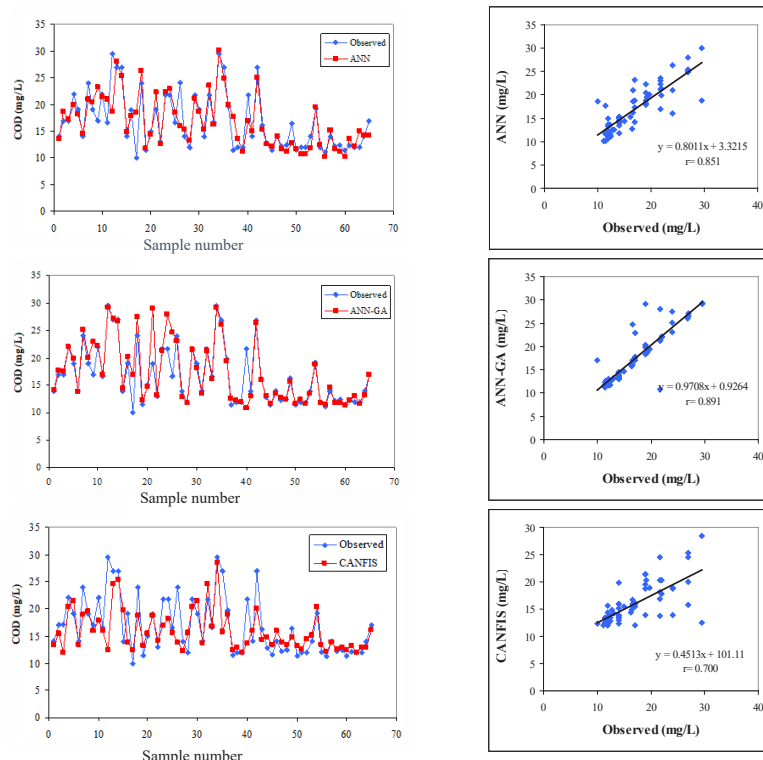 35
30
25
20
15
10
5
0
COD (mg/L)
Observed
ANN
0 10 20 30 40 50 60 70
Sample number
35
30
25
20
15
10
5
0
ANN (mg/L)
y = 0.8011x + 3.3215
r= 0.851
0 10 20 30 40
Observed (mg/L)
35
30
25
20
15
10
5
0
COD (mg/L)
Observed
ANN-GA
0 10 20 30 40 50 60 70
Sample number
35
30
25
20
15
10
5
0
ANN-GA (mg/L)
y = 0.9708x + 0.9264
r= 0.891
0 10 20 30 40
Observed (mg/L)
35
30
25
20
15
10
5
0
COD (mg/L)
Observed
CANFIS
0 10 20 30 40 50 60 70
Sample number
35
30
25
20
15
10
5
0
CANFIS (mg/L)
y = 0.4513x + 101.11
r= 0.700
0 10 20 30 40
Observed (mg/L)